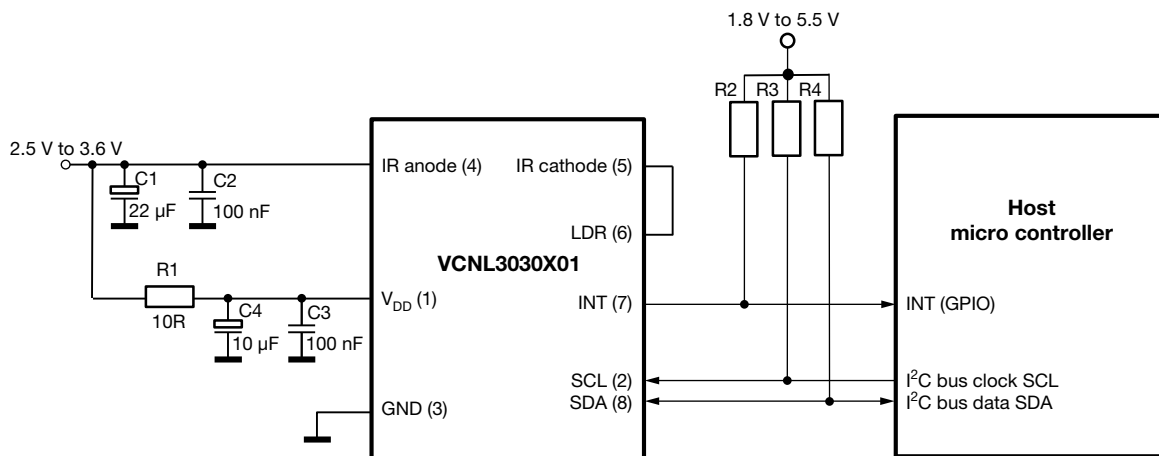 1.8 V to 5.5 V
R2 R3 R4
2.5 V to 3.6 V
C1
22 µF
C2
100 nF
R1
10R
C4
10 µF
C3
100 nF
IR anode (4)
IR cathode (5)
LDR (6)
VCNL3030X01
V_DD (1)
INT (7)
SCL (2)
GND (3)
SDA (8)
Host
micro controller
INT (GPIO)
I²C bus clock SCL
I²C bus data SDA